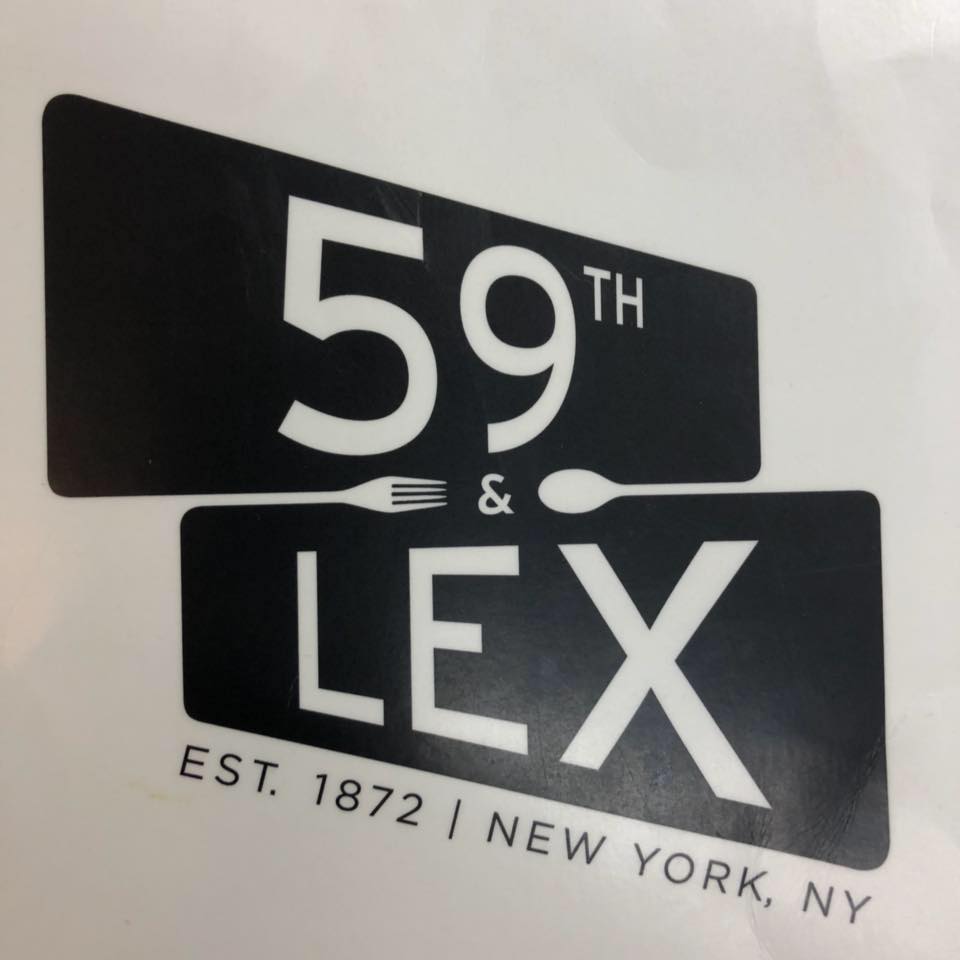 59TH
&
LEX
EST. 1872 | NEW YORK, NY